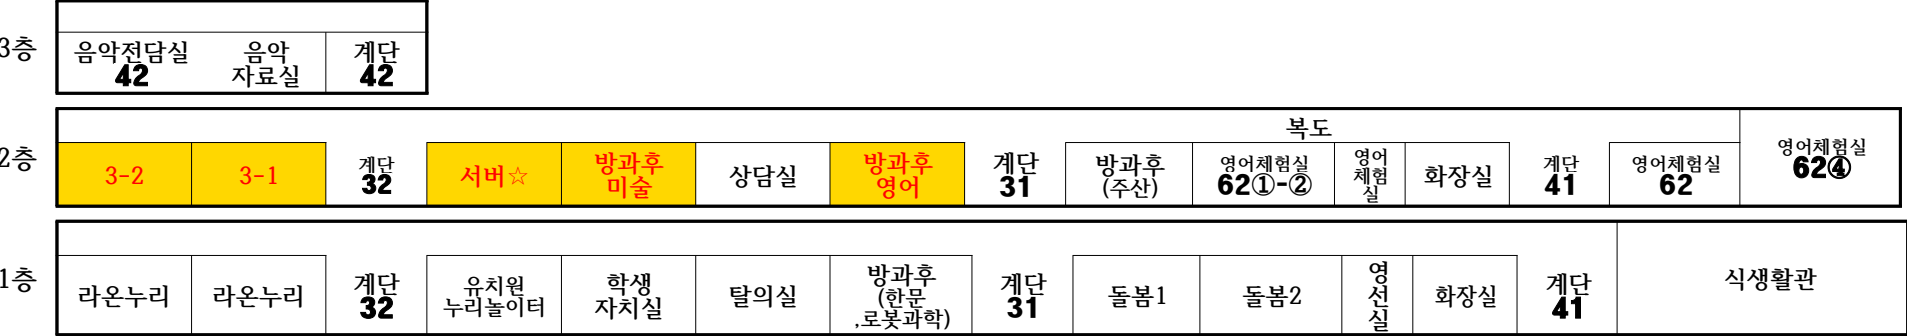 3층
음악전담실
42
음악
자료실
계단
42
2층
복도
3-2
3-1
계단
32
서버☆
방과후
미술
상담실
방과후
영어
계단
31
방과후
(주산)
영어체험실
62①-②
영어
체험
실
화장실
계단
41
영어체험실
62
영어체험실
62④
1층
라온누리
라온누리
계단
32
유치원
누리놀이터
학생
자치실
탈의실
방과후
(한문
,로봇과학)
계단
31
돌봄1
돌봄2
영
선
실
화장실
계단
41
식생활관